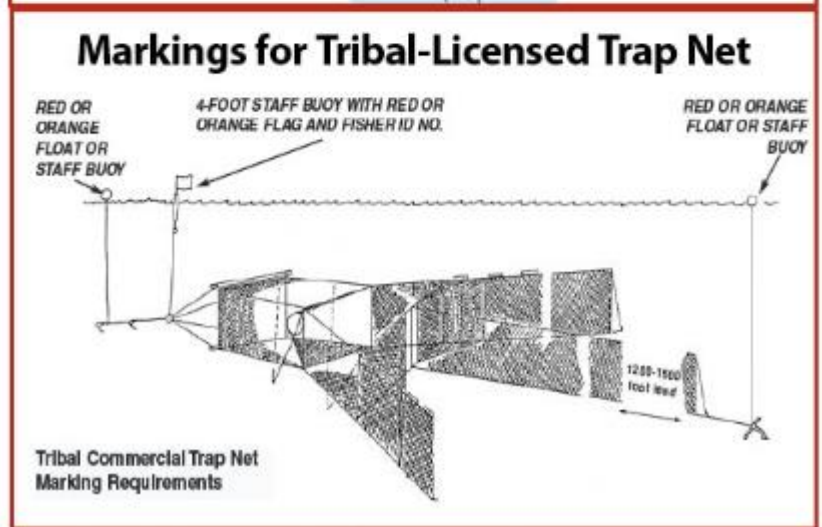 Markings for Tribal-Licensed Trap Net
RED OR
ORANGE
FLOAT OR
STAFF BUOY
4-FOOT STAFF BUOY WITH RED OR
ORANGE FLAG AND FISHER ID NO.
RED OR ORANGE
FLOAT OR STAFF
BUOY
foot lead
Tribal Commercial Trap Net
Marking Requirements